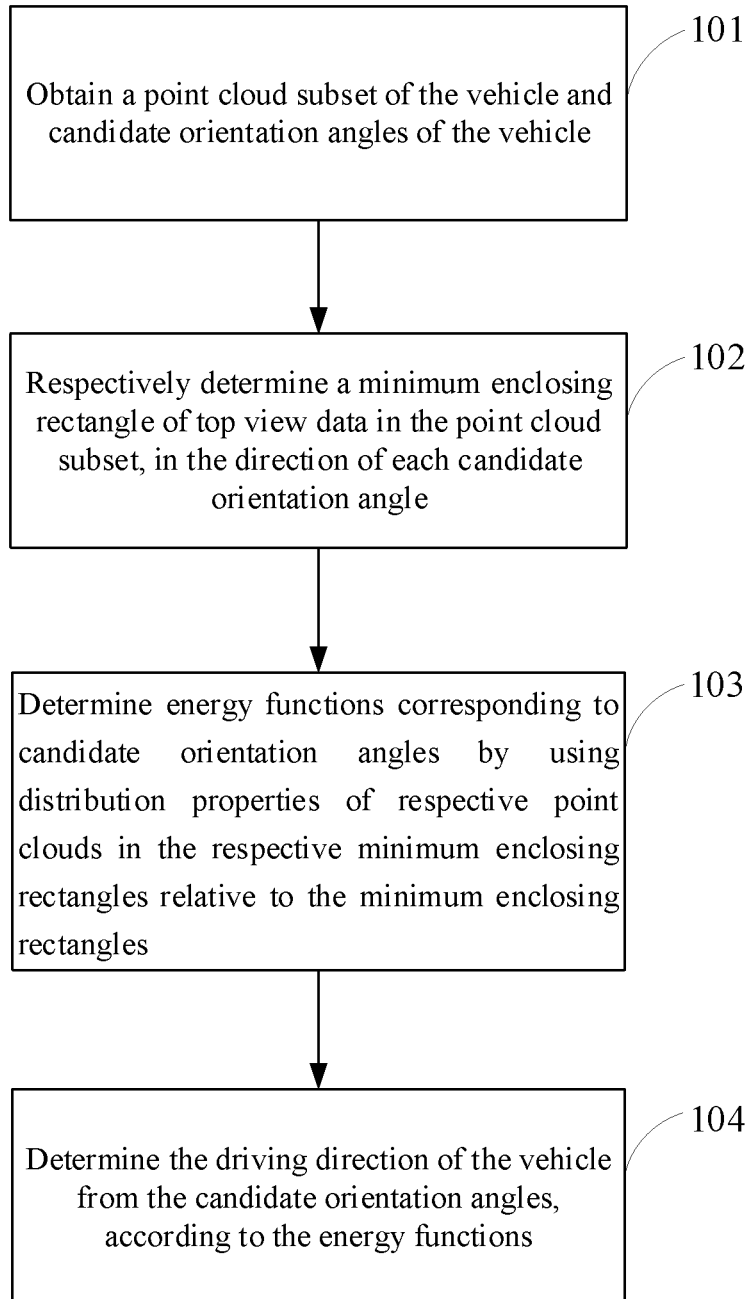 101
Obtain a point cloud subset of the vehicle and
candidate orientation angles of the vehicle
102
Respectively determine a minimum enclosing
rectangle of top view data in the point cloud
subset, in the direction of each candidate
orientation angle
103
Determine energy functions corresponding to
candidate orientation angles by using
distribution properties of respective point
clouds in the respective minimum enclosing
rectangles relative to the minimum enclosing
rectangles
104
Determine the driving direction of the vehicle
from the candidate orientation angles,
according to the energy functions